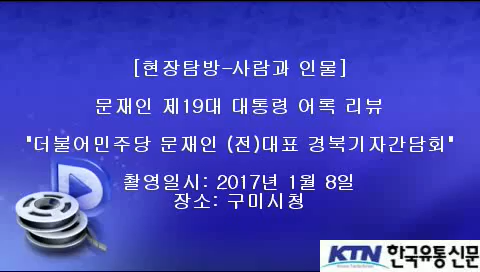 [현장탐방-사람과 인물]
문재인 제19대 대통령 어록 리뷰
"더불어민주당 문재인 (전)대표 경북기자간담회"
촬영일시: 2017년 1월 8일
장소: 구미시청
KTN 한국유통신문